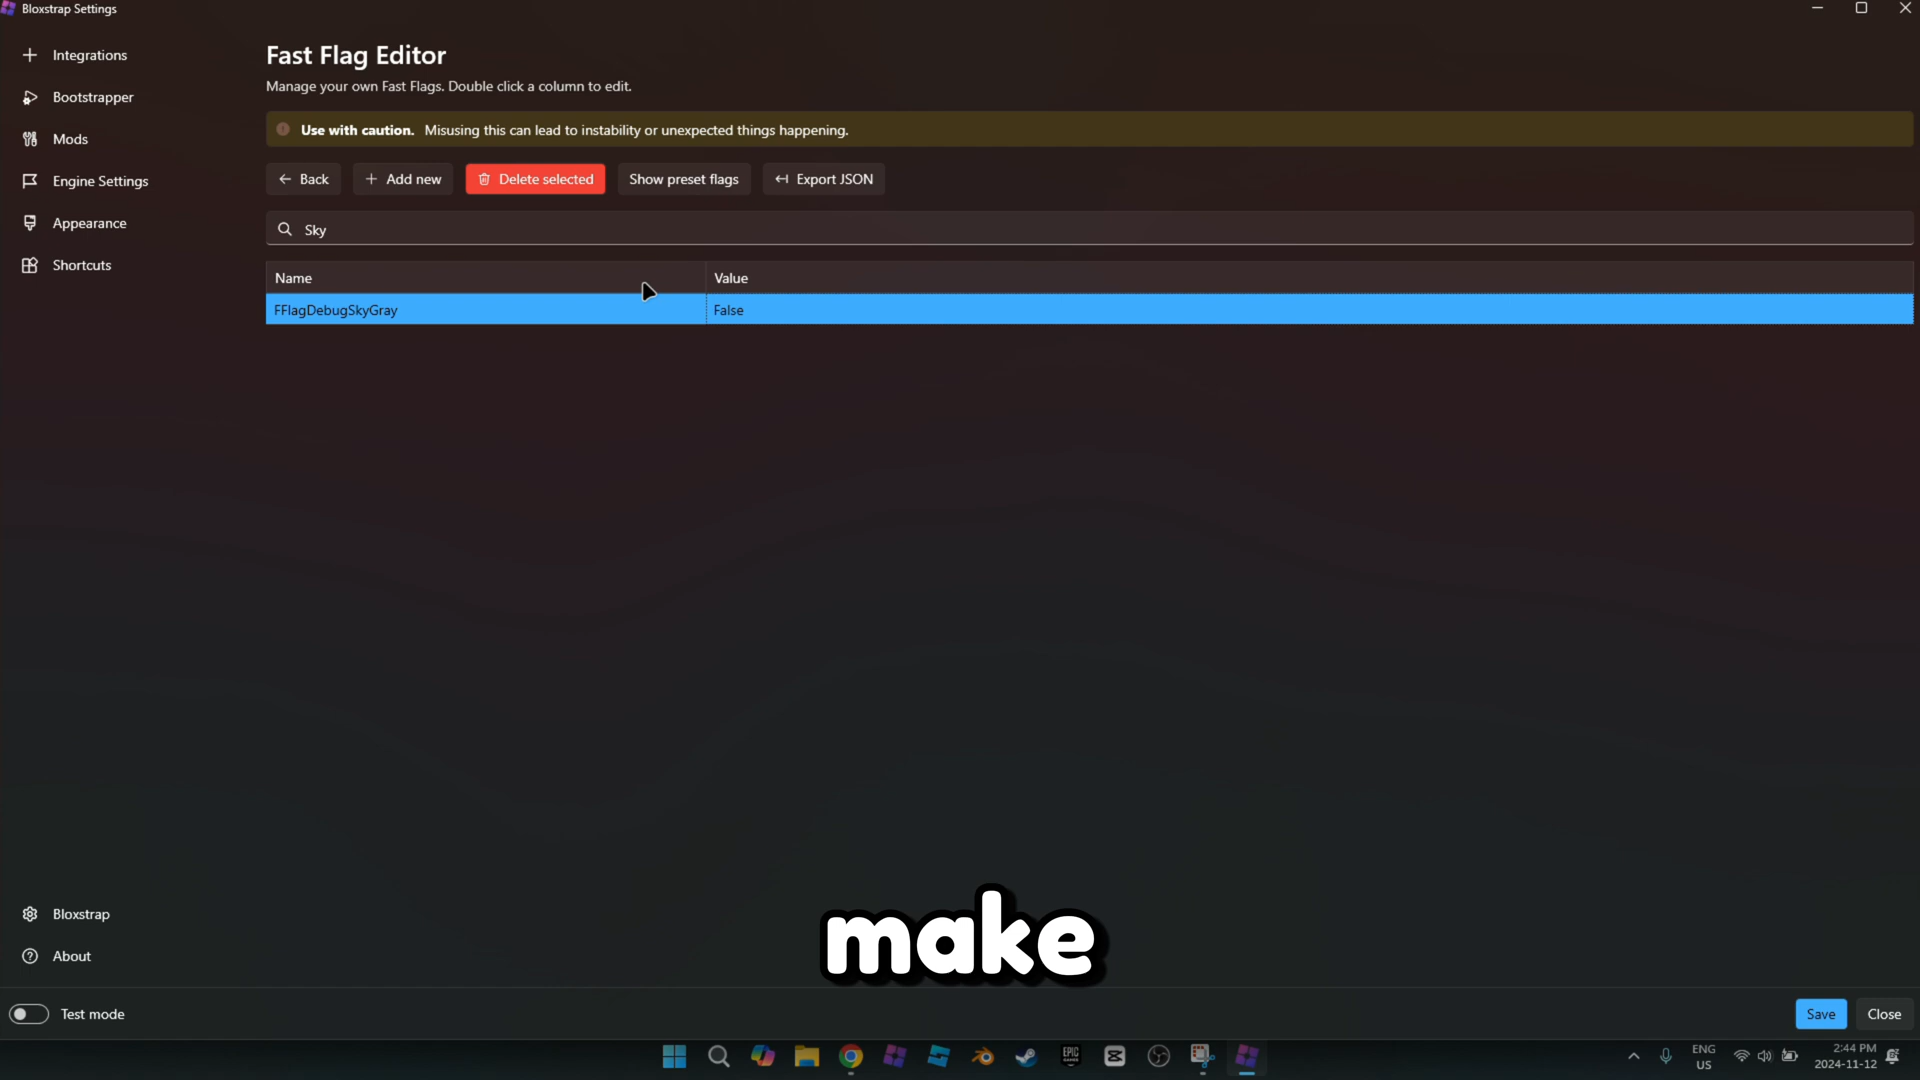 Bloxstrap Settings
Integrations
Bootstrapper
Mods
Engine Settings
Appearance
Shortcuts
Fast Flag Editor
Manage your own Fast Flags. Double click a column to edit.
Use with caution. Misusing this can lead to instability or unexpected things happening.
Back
Add new
Delete selected
Show preset flags
Export JSON
Sky
Name Value
FFlagDebugSkyGray False
make
Bloxstrap
About
Test mode
Save
Close
EPIC
GAMES
ENG
US
2:44 PM
2024-11-12